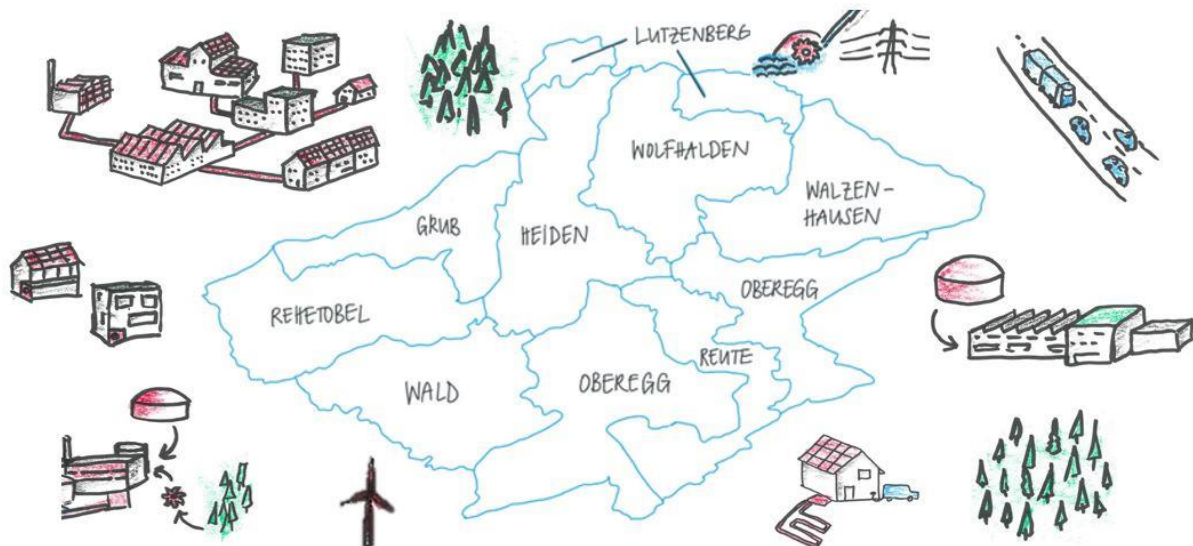 LUTZENBERG
WOLFHALDEN
WALZEN-
HAUSEN
GRUB
HEIDEN
OBEREGG
REHETOBEL
REUTE
WALD
OBEREGG